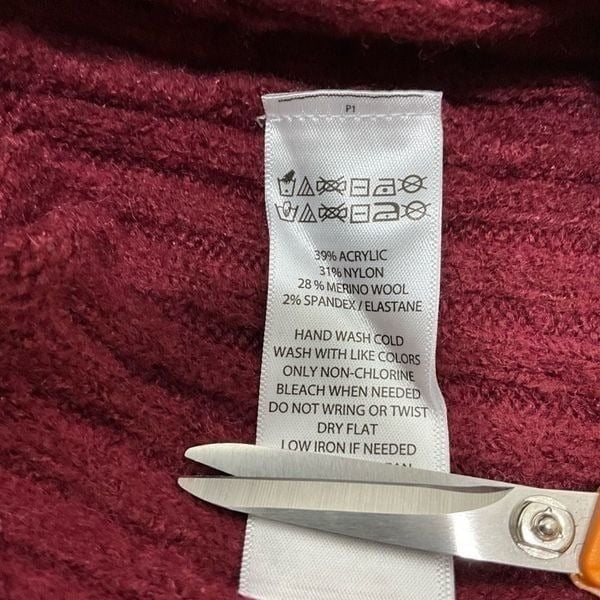 P1
39% ACRYLIC
31% NYLON
28% MERINO WOOL
2% SPANDEX / ELASTANE
HAND WASH COLD
WASH WITH LIKE COLORS
ONLY NON-CHLORINE
BLEACH WHEN NEEDED
DO NOT WRING OR TWIST
DRY FLAT
LOW IRON IF NEEDED